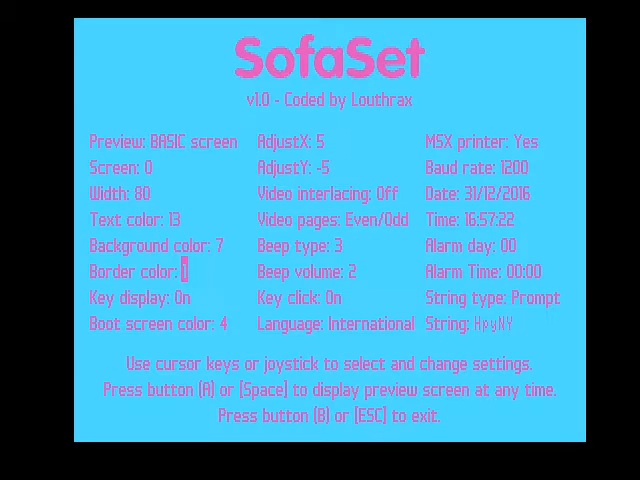 SofaSet
v1.0 - Coded by Louthrax
Preview: BASIC screen AdjustX: 5 MSX printer: Yes
Screen: 0 AdjustY: -5 Baud rate: 1200
Width: 80 Video interlacing: Off Date: 31/12/2016
Text color: 13 Video pages: Even/Odd Time: 16:57:22
Background color: 7 Beep type: 3 Alarm day: 00
Border color: 1 Beep volume: 2 Alarm Time: 00:00
Key display: On Key click: On String type: Prompt
Boot screen color: 4 Language: International String: HpyNY
Use cursor keys or joystick to select and change settings.
Press button (A) or [Space] to display preview screen at any time.
Press button (B) or [ESC] to exit.